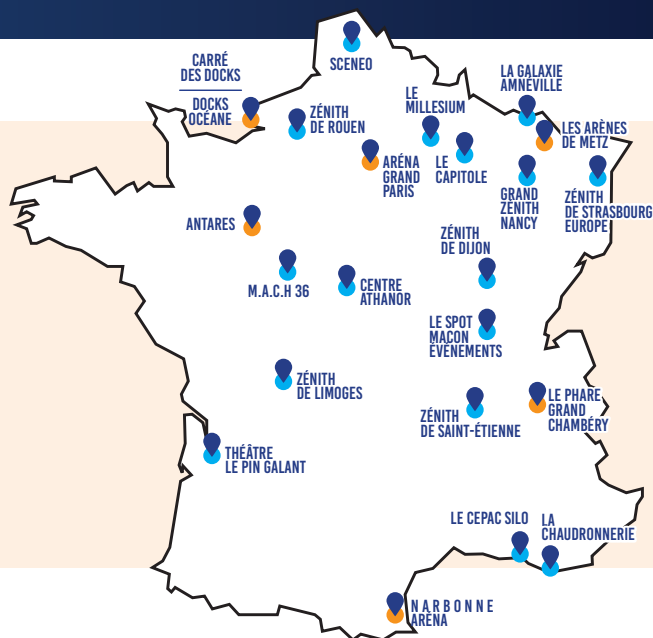 SCENEO
CARRÉ
DES DOCKS
DOCKS
OCÉANE
ZÉNITH
DE ROUEN
LE
MILLESIUM
LA GALAXIE
AMNÉVILLE
LES ARÈNES
DE METZ
ARÉNA
GRAND
PARIS
LE
CAPITOLE
GRAND
ZÉNITH
NANCY
ZÉNITH
DE STRASBOURG
EUROPE
ANTARES
ZÉNITH
DE DIJON
M.A.C.H 36
CENTRE
ATHANOR
LE SPOT
MACON
ÉVÉNEMENTS
ZÉNITH
DE LIMOGES
ZÉNITH
DE SAINT-ÉTIENNE
LE PHARE
GRAND
CHAMBÉRY
THÉÂTRE
LE PIN GALANT
LE CEPAC SILO
LA
CHAUDRONNERIE
NARBONNE
ARÈNA